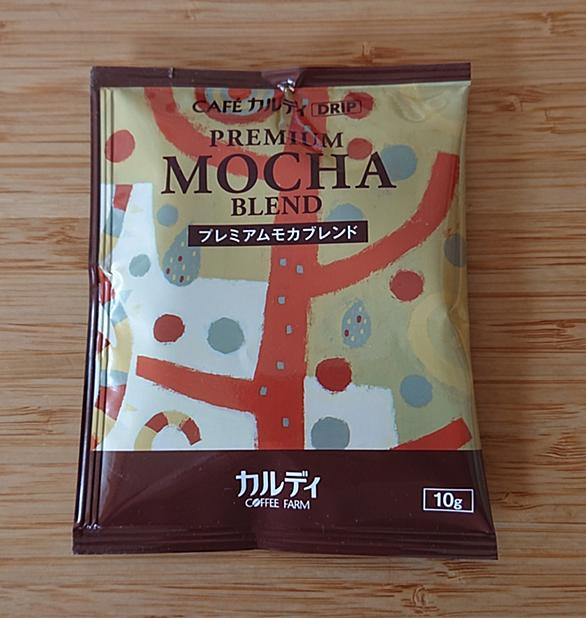 CAFÉ カルディ DRIP
PREMIUM
MOCHA
BLEND
プレミアムモカブレンド
カルディ
COFFEE FARM
10g